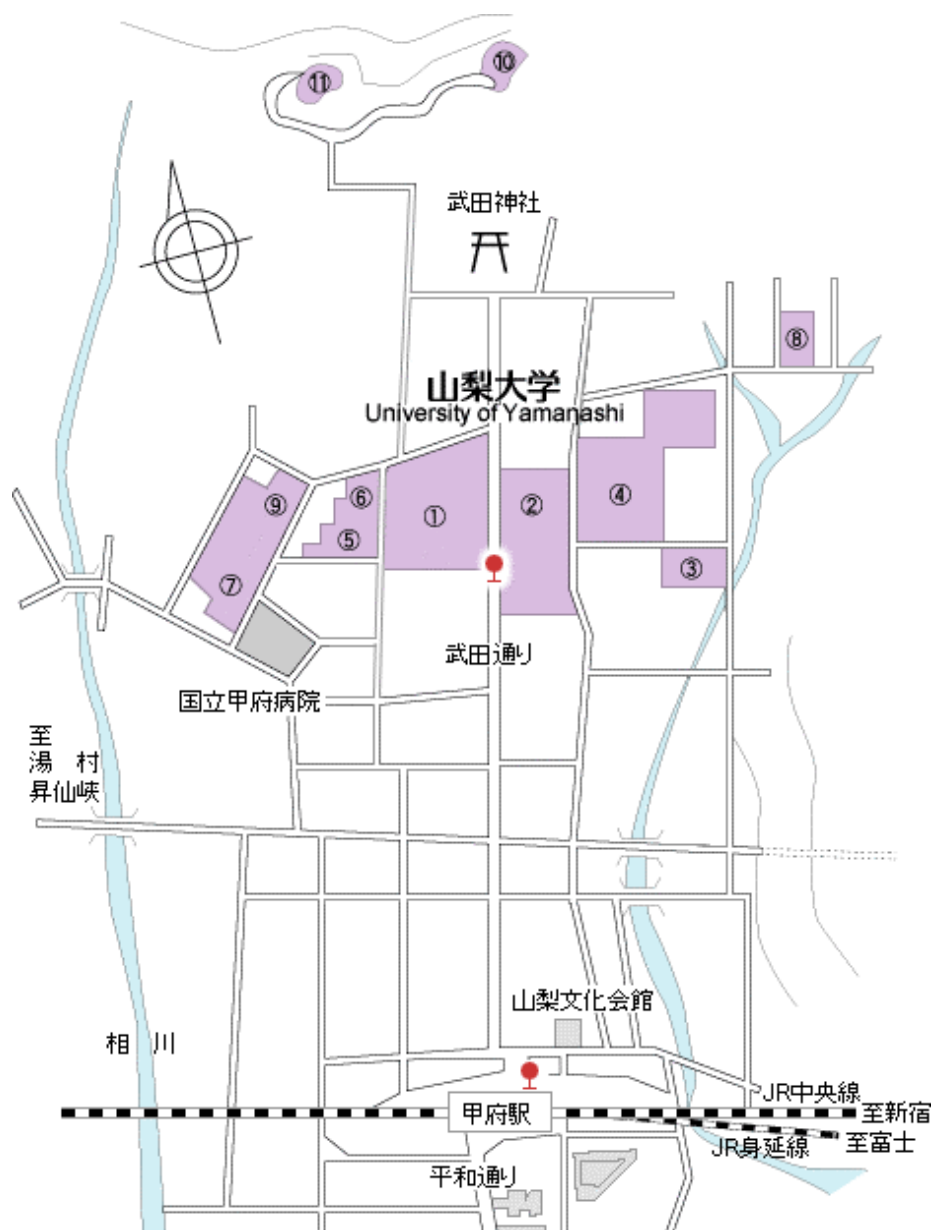 ⑪
⑩
武田神社
⑧
山梨大学
University of Yamanashi
⑨
⑥
①
②
④
⑤
③
⑦
武田通り
国立甲府病院
至
湯 村
昇仙峡
山梨文化会館
相 川
JR中央線
甲府駅
至新宿
至富士
JR身延線
平和通り